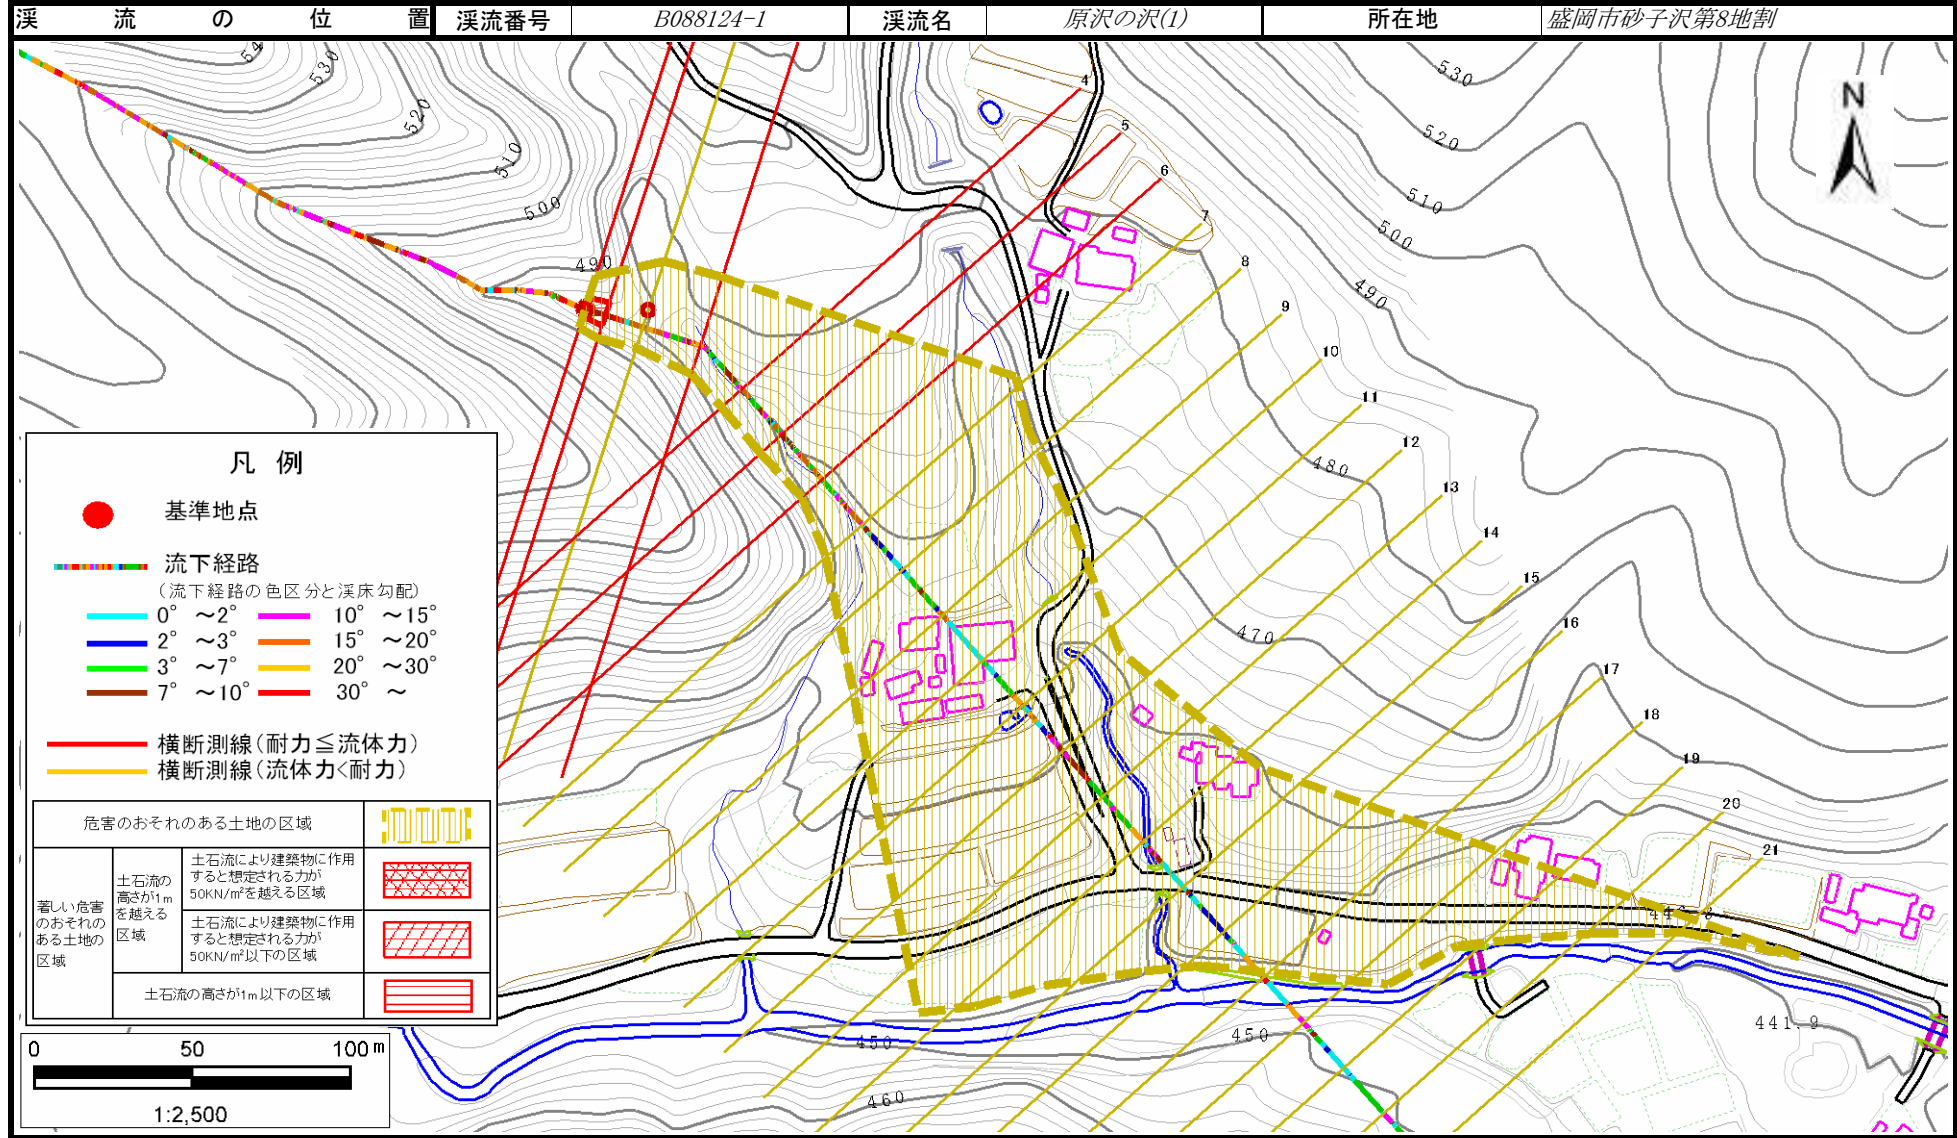 渓流の位置 渓流番号 B088124-1 渓流名 原沢の沢(1) 所在地 盛岡市砂子沢第8地割
54
530
520
510
500
490
530
520
510
500
490
480
470
N
4
5
6
7
8
9
10
11
12
13
14
15
16
17
18
19
20
21
凡 例
基準地点
流下経路
(流下経路の色区分と渓床勾配)
0° ～2° 10° ～15°
2° ～3° 15° ～20°
3° ～7° 20° ～30°
7° ～10° 30° ～
横断測線(耐力≦流体力)
横断測線(流体力<耐力)
危害のおそれのある土地の区域
著しい危害
のおそれの
ある土地の
区域
土石流の
高さが1m
を越える
区域
土石流により建築物に作用
すると想定される力が
50KN/㎡を越える区域
土石流により建築物に作用
すると想定される力が
50KN/㎡以下の区域
土石流の高さが1m以下の区域
450
450
460
441.9
0 50 100m
1:2,500